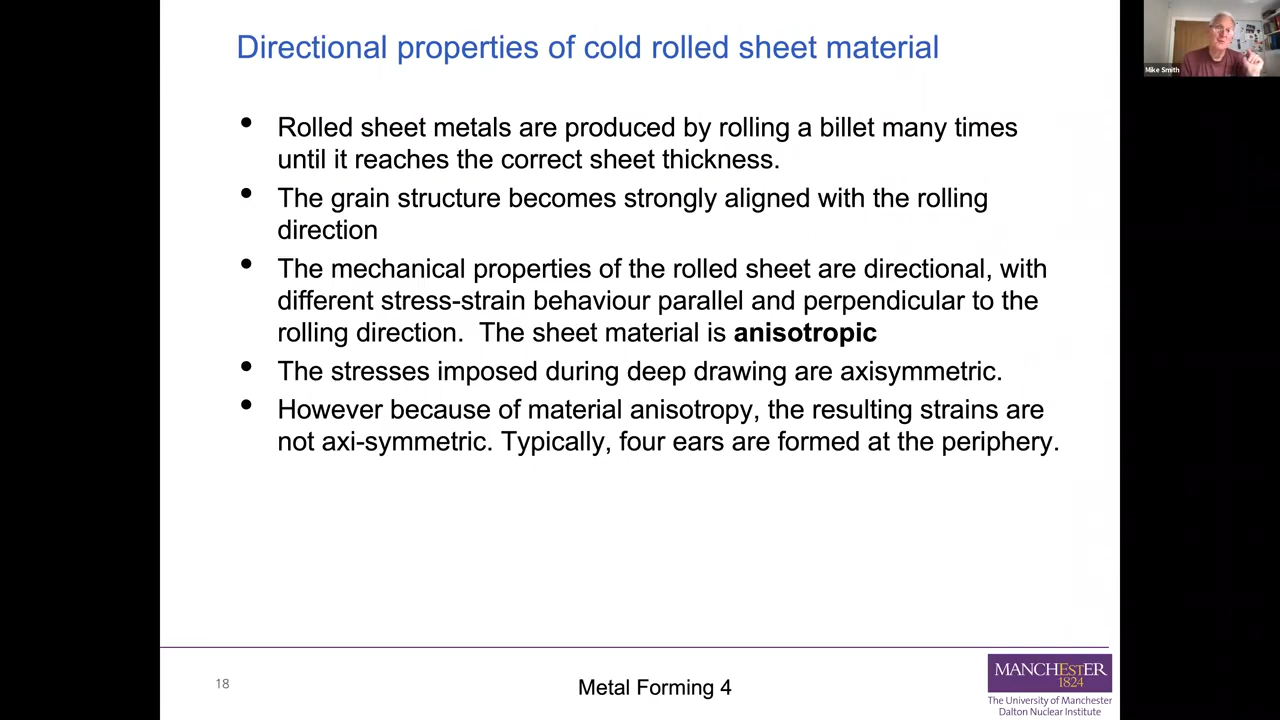 Directional properties of cold rolled sheet material
Mike Smith
• Rolled sheet metals are produced by rolling a billet many times
until it reaches the correct sheet thickness.
• The grain structure becomes strongly aligned with the rolling
direction
• The mechanical properties of the rolled sheet are directional, with
different stress-strain behaviour parallel and perpendicular to the
rolling direction.  The sheet material is anisotropic
• The stresses imposed during deep drawing are axisymmetric.
• However because of material anisotropy, the resulting strains are
not axi-symmetric. Typically, four ears are formed at the periphery.
18
Metal Forming 4
MANCHESTER
1824
The University of Manchester
Dalton Nuclear Institute